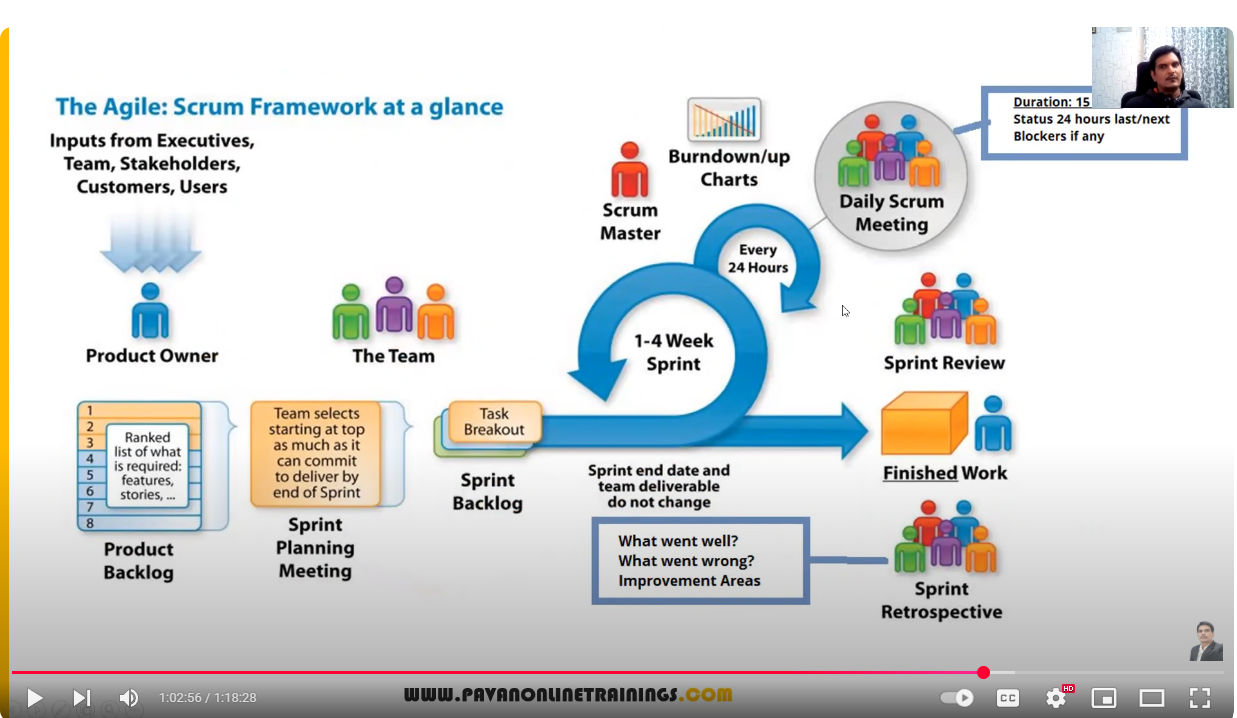 The Agile: Scrum Framework at a glance
Inputs from Executives,
Team, Stakeholders,
Customers, Users
Product Owner
The Team
Scrum
Master
Burndown/up
Charts
Daily Scrum
Meeting
Duration: 15
Status 24 hours last/next
Blockers if any
Every
24 Hours
1-4 Week
Sprint
Sprint Review
1
2
3
4
5
6
7
8
Ranked
list of what
is required:
features,
stories, ...
Product
Backlog
Team selects
starting at top
as much as it
can commit
to deliver by
end of Sprint
Sprint
Planning
Meeting
Task
Breakout
Sprint
Backlog
Sprint end date and
team deliverable
do not change
Finished Work
What went well?
What went wrong?
Improvement Areas
Sprint
Retrospective
1:02:56 / 1:18:28
WWW.PAVANONLINETRAININGS.COM
CC
HD